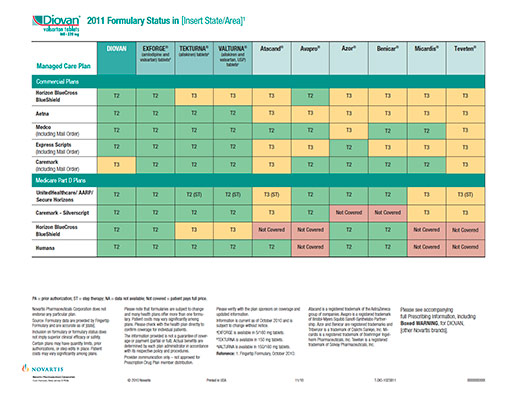 Diovan
valsartan tablets
2011 Formulary Status in [Insert State/Area]†
Managed Care Plan
DIOVAN
EXFORGE®
(amlodipine and
valsartan) tablets
TEKTURNA®
(aliskiren) tablets
VALTURNA®
(aliskiren and
valsartan, USP)
tablets
Atacand®
Avapro®
Azor®
Benicar®
Micardis®
Teveten®
Commercial Plans
Horizon BlueCross
BlueShield
T2 T2 T3 T3 T3 T2 T3 T3 T3 T3
Aetna
T2 T2 T2 T2 T3 T3 T3 T3 T3 T3
Medco
(Including Mail Order)
T2 T2 T2 T2 T2 T2 T3 T2 T2 T3
Express Scripts
(Including Mail Order)
T2 T2 T2 T2 T3 T3 T2 T3 T3 T3
Caremark
(Including Mail Order)
T3 T2 T2 T2 T3 T2 T2 T2 T3 T3
Medicare Part D Plans
UnitedHealthcare/ AARP/
Secure Horizons
T2 T2 T2 (ST) T2 (ST) T3 (ST) T2 T2 T2 T3 T3 (ST)
Caremark - Silverscript
T2 T2 T2 T2 T3 T2 Not Covered Not Covered T3 T3
Horizon BlueCross
BlueShield
T2 T2 T3 T3 Not Covered Not Covered T2 T2 Not Covered Not Covered
Humana
T2 T2 T2 T2 T2 Not Covered T2 T2 Not Covered Not Covered
PA = prior authorization; ST = step therapy; NA = data not available; Not covered = patient pays full price.
Novartis Pharmaceuticals Corporation does not
endorse any particular plan.
Source: Formulary data provided by Fingertip
Formulary and are accurate as of [date].
Inclusion on formulary or formulary status does
not imply superior clinical efficacy or safety.
Certain plans may have quantity limits, prior
authorizations, or step edits in place. Patient
costs may vary significantly among plans.
Please note that formularies are subject to change
and many health plans offer more than one formu-
lary. Patient costs may vary significantly among
plans. Please check with the health plan directly to
confirm coverage for individual patients.
The information provided is not a guarantee of cover-
age or payment (partial or full). Actual benefits are
determined by each plan administrator in accordance
with its respective policy and procedures.
Provider communication only – not approved for
Prescription Drug Plan member distribution.
Please verify with the plan sponsors on coverage and
updated information.
Information is current as of October 2010 and is
subject to change without notice.
EXFORGE is available in 5/160 mg tablets.
TEKTURNA is available in 150 mg tablets.
VALTURNA is available in 150/160 mg tablets.
Reference: 1. Fingertip Formulary, October 2010.
Atacand is a registered trademark of the AstraZeneca
group of companies. Avapro is a registered trademark
of Bristol-Myers Squibb Sanofi-Synthelabo Partner-
ship. Azor and Benicar are registered trademarks and
Tribenzor is a trademark of Daiichi Sankyo, Inc. Mi-
cardis is a registered trademark of Boehringer Ingel-
heim Pharmaceuticals Inc. Teveten is a registered
trademark of
Please see accompanying
full Prescribing Information, including
Boxed WARNING, for DIOVAN,
[other Novartis brands].
NOVARTIS
Novartis Pharmaceuticals Corporation
© 2010 Novartis
Printed in USA
11/10